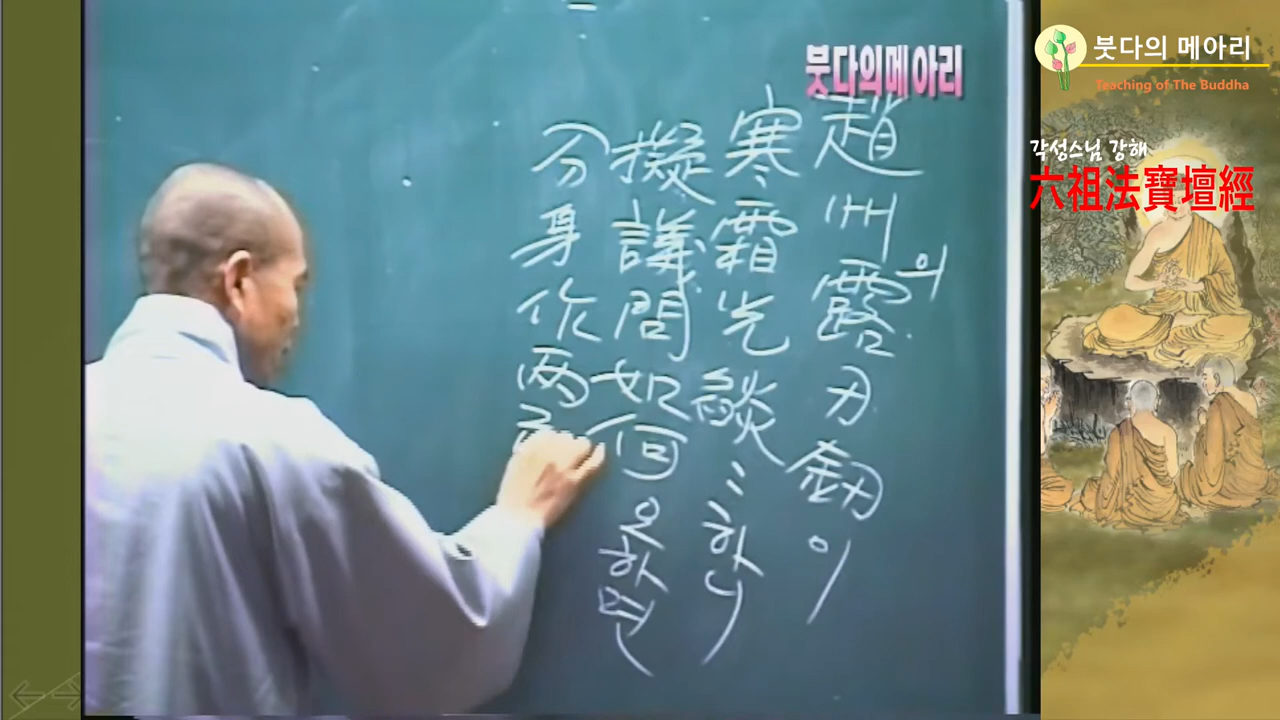 趙州의露刃劒이
寒霜光燄〻하니
擬議問如何오하면
分身作兩
붓다의메아리
붓다의 메아리
Teaching of The Buddha
각성스님 강해
六祖法寶壇經